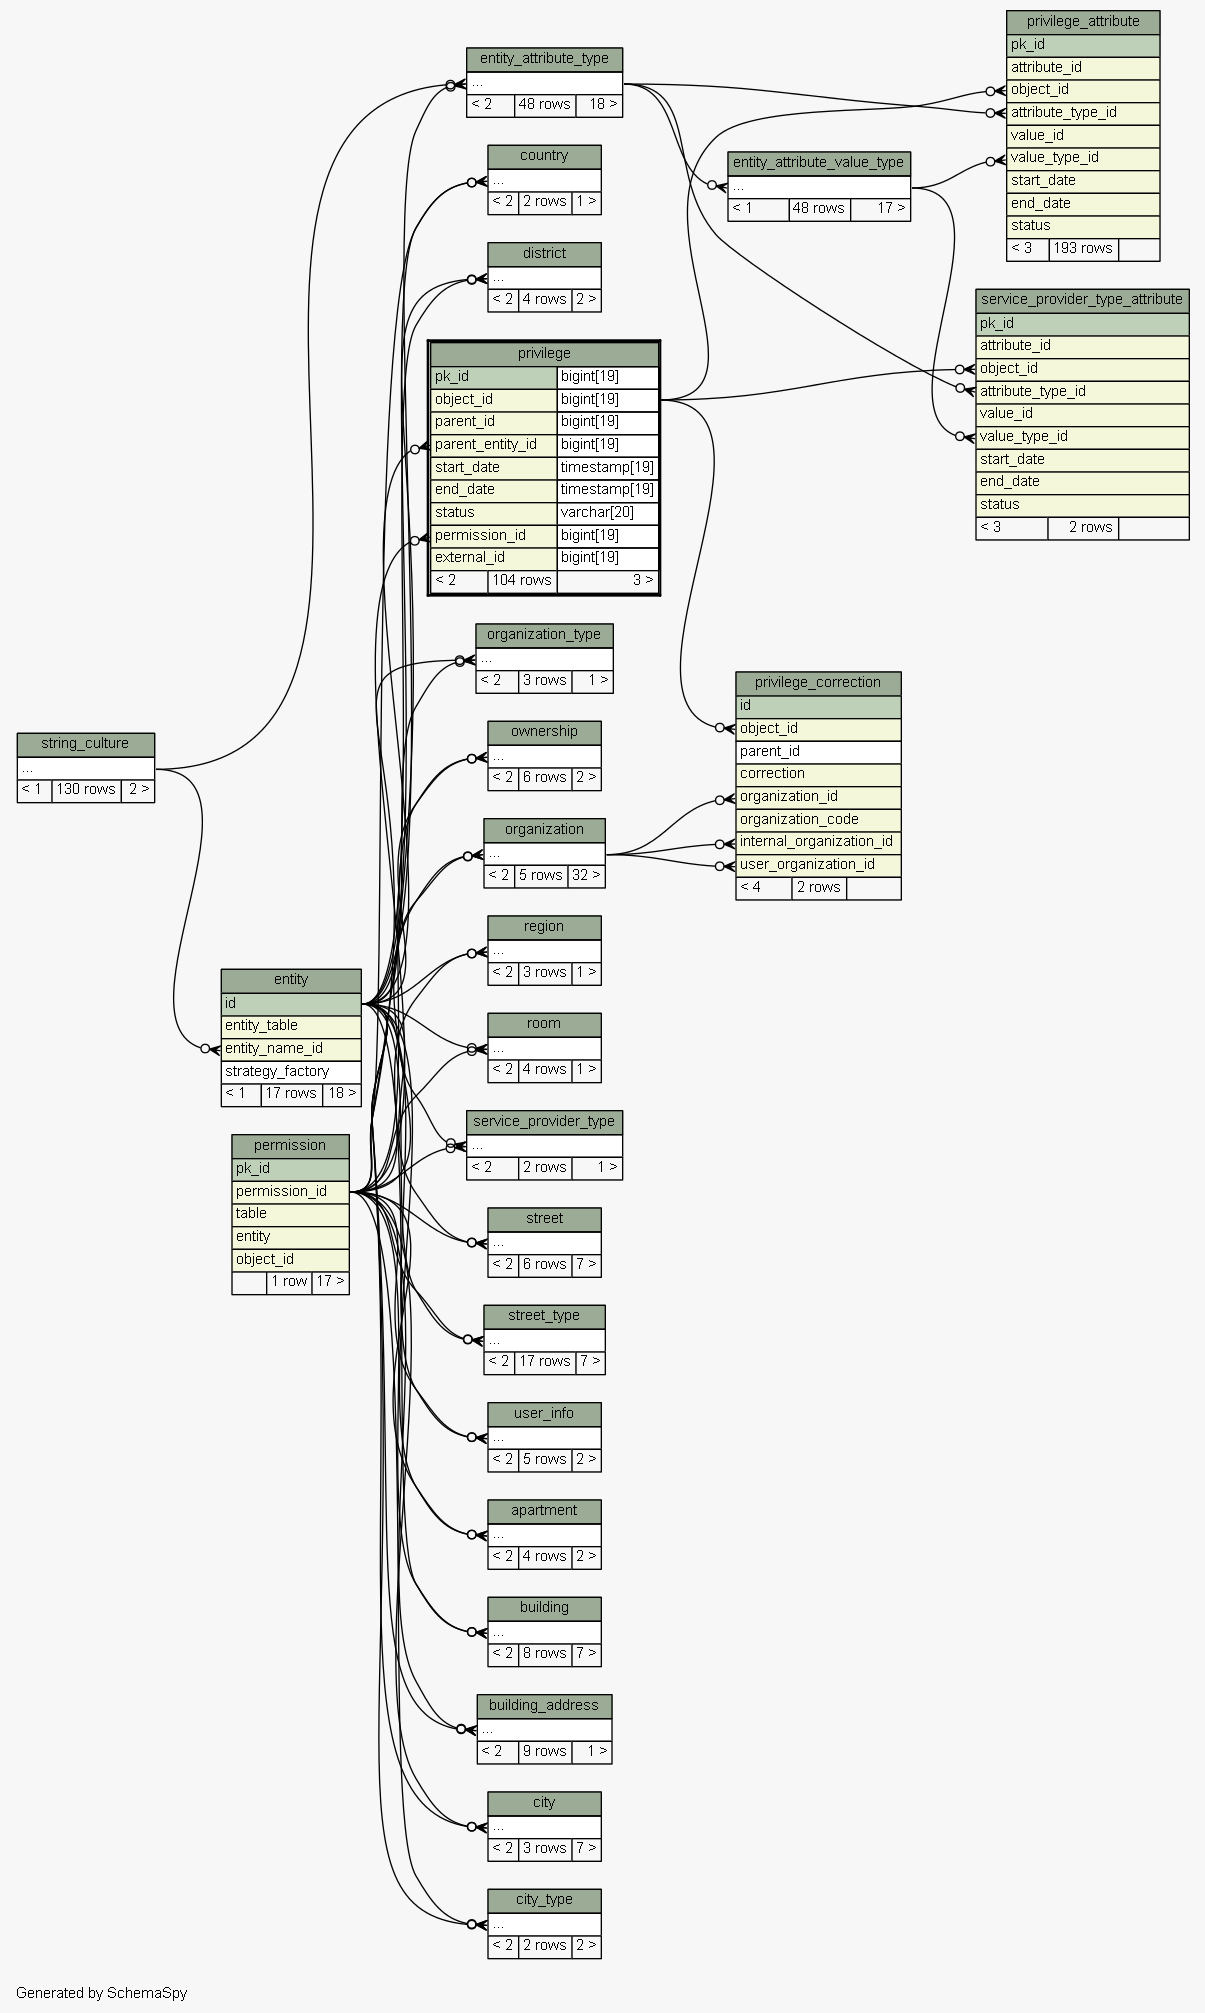 privilege_attribute
pk_id
attribute_id
object_id
attribute_type_id
value_id
value_type_id
start_date
end_date
status
< 3 193 rows
entity_attribute_type
...
< 2 48 rows 18 >
country
...
< 2 2 rows 1 >
entity_attribute_value_type
...
< 1 48 rows 17 >
district
...
< 2 4 rows 2 >
service_provider_type_attribute
pk_id
attribute_id
object_id
attribute_type_id
value_id
value_type_id
start_date
end_date
status
< 3 2 rows
privilege
pk_id bigint[19]
object_id bigint[19]
parent_id bigint[19]
parent_entity_id bigint[19]
start_date timestamp[19]
end_date timestamp[19]
status varchar[20]
permission_id bigint[19]
external_id bigint[19]
< 2 104 rows 3 >
organization_type
...
< 2 3 rows 1 >
privilege_correction
id
object_id
parent_id
correction
organization_id
organization_code
internal_organization_id
user_organization_id
< 4 2 rows
ownership
...
< 2 6 rows 2 >
string_culture
...
< 1 130 rows 2 >
organization
...
< 2 5 rows 32 >
region
...
< 2 3 rows 1 >
entity
id
entity_table
entity_name_id
strategy_factory
< 1 17 rows 18 >
room
...
< 2 4 rows 1 >
service_provider_type
...
< 2 2 rows 1 >
permission
pk_id
permission_id
table
entity
object_id
1 row 17 >
street
...
< 2 6 rows 7 >
street_type
...
< 2 17 rows 7 >
user_info
...
< 2 5 rows 2 >
apartment
...
< 2 4 rows 2 >
building
...
< 2 8 rows 7 >
building_address
...
< 2 9 rows 1 >
city
...
< 2 3 rows 7 >
city_type
...
< 2 2 rows 2 >
Generated by SchemaSpy